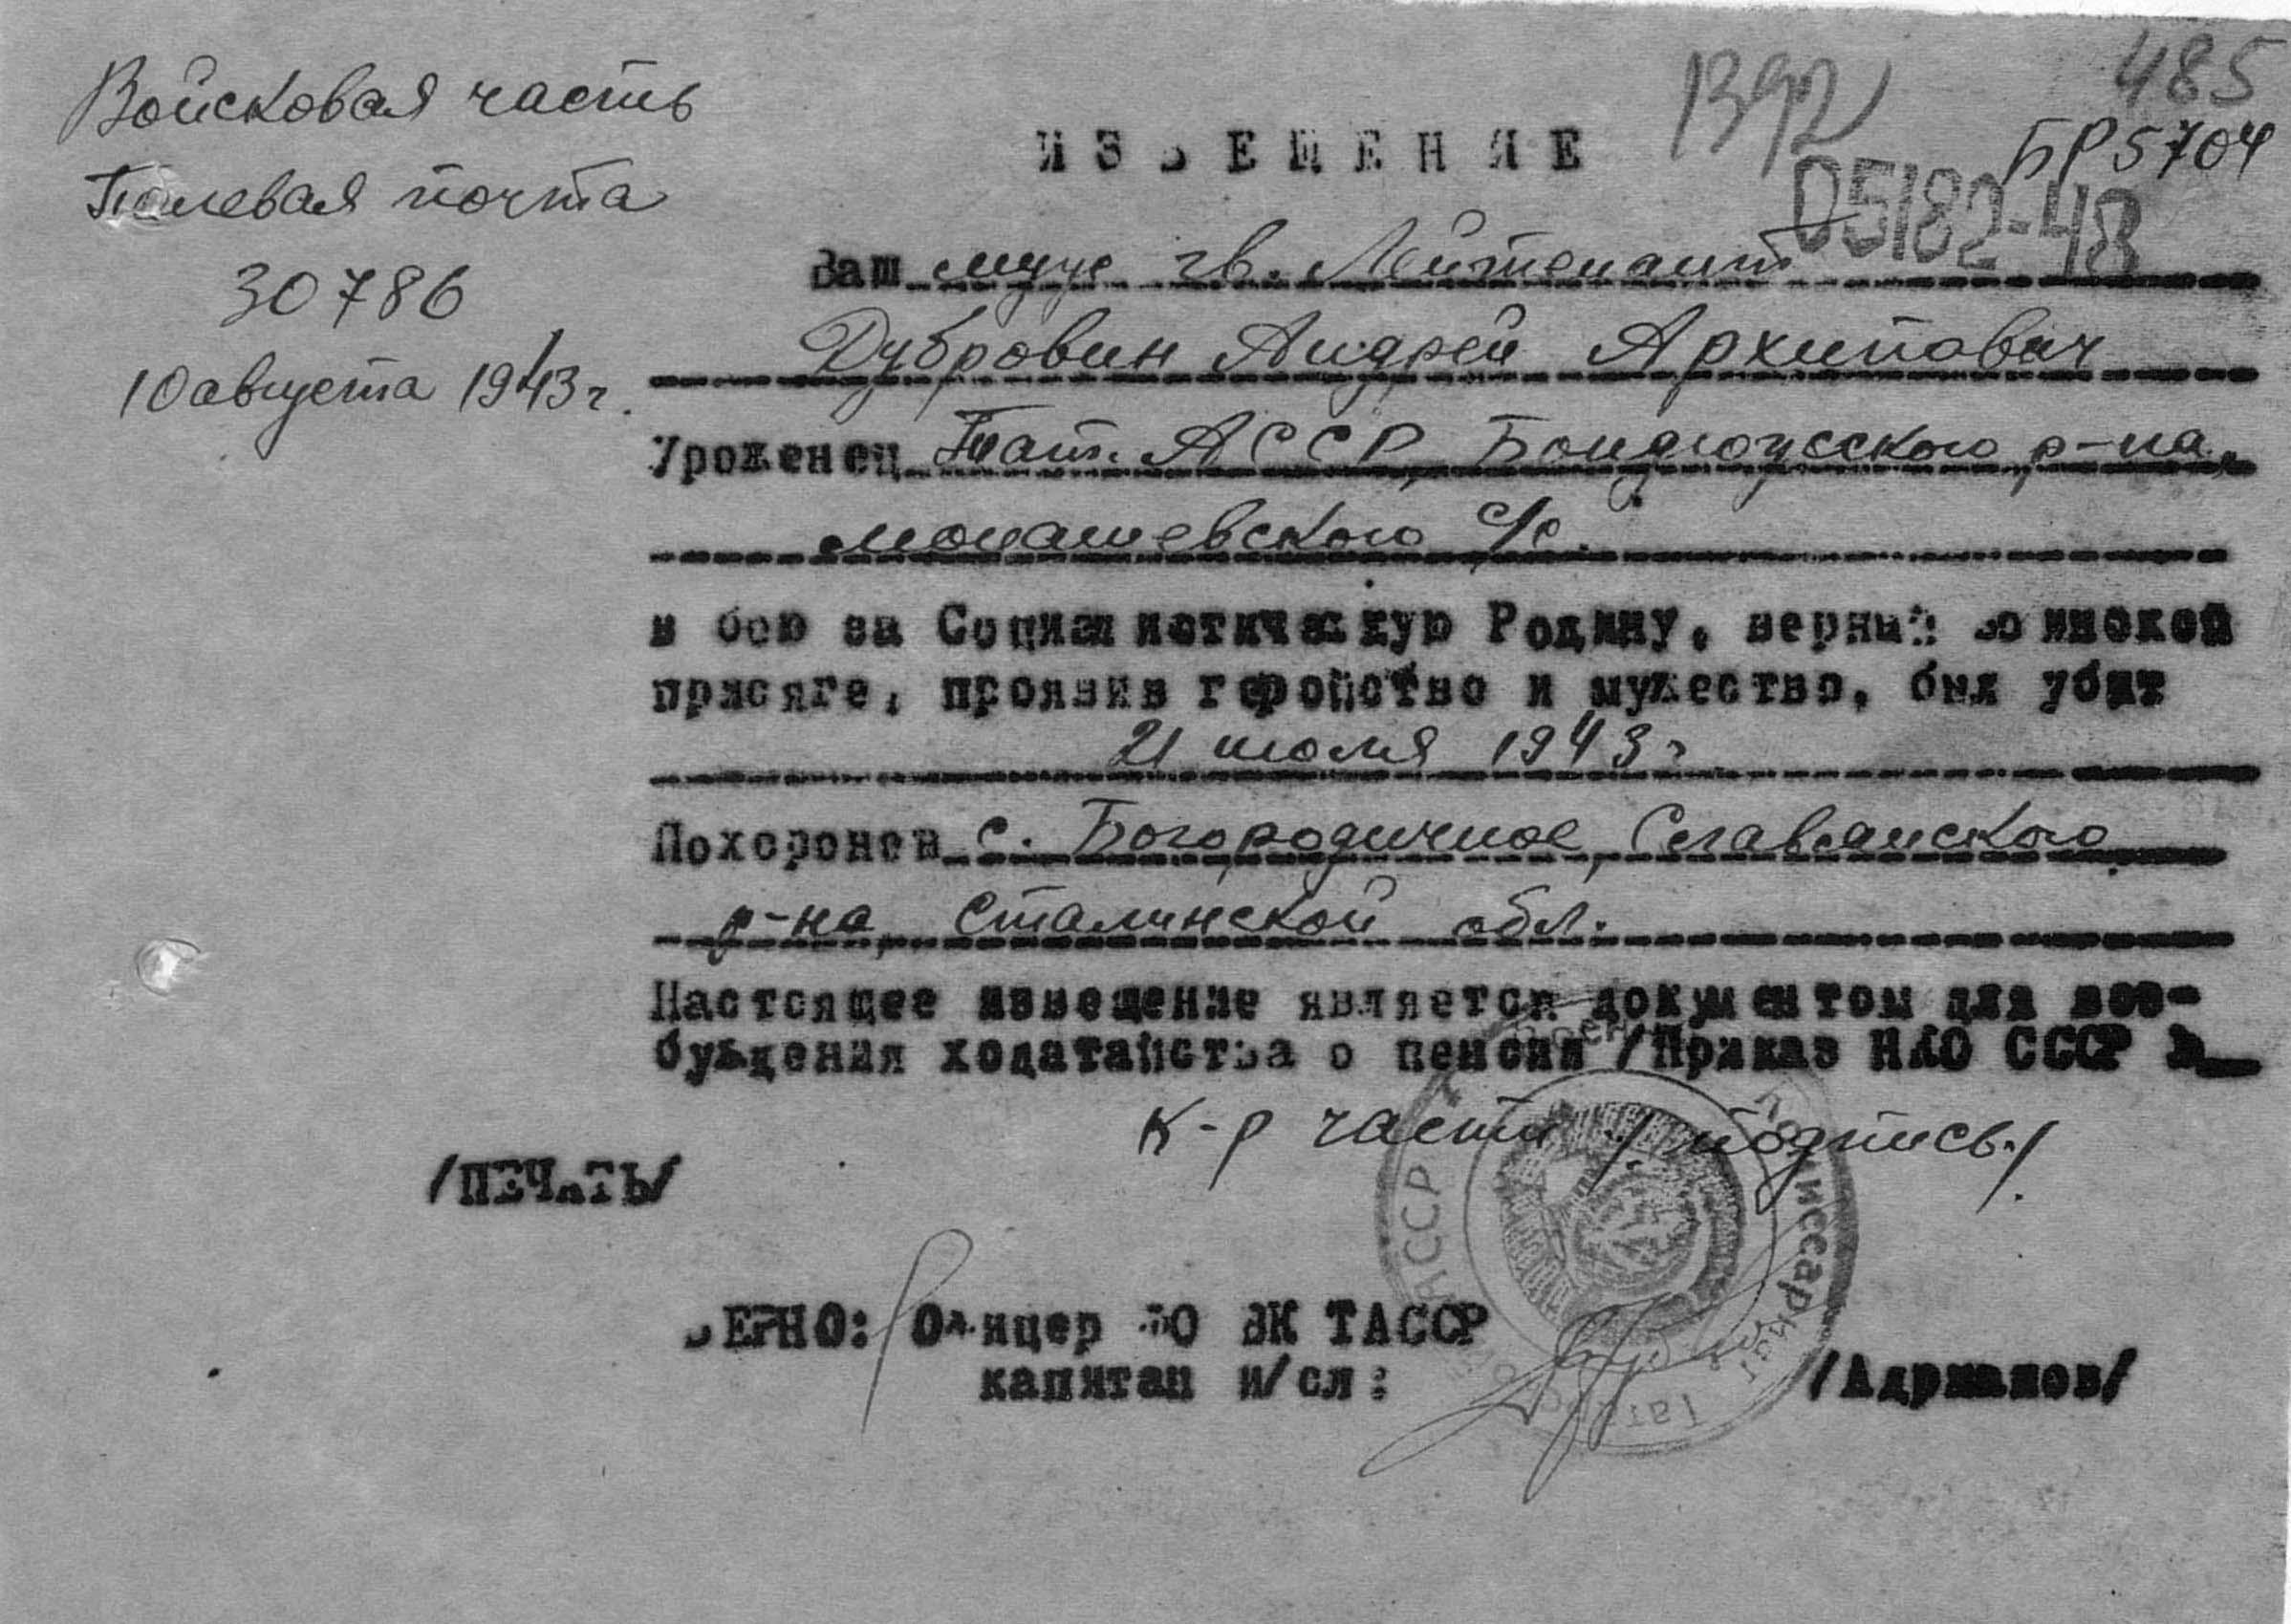 Войсковая часть
Полевая почта
30786
10 августа 1943 г.
1392
485
БР 5704
05182-48
ИЗВЕЩЕНИЕ
Ваш муж гв. Лейтенант
Дубровин Андрей Архипович
Уроженец Тат. АССР, Бондюжского р-на,
Монашевского с/с.
в бою за Социалистическую Родину, верный воинской
присяге, проявив геройство и мужество, был убит
21 июля 1943 г
Похоронен с. Богородичное, Славянского
р-на, Сталинской обл.
Настоящее извещение является документом для воз-
буждения ходатайства о пенсии /Приказ НКО СССР №
К-р части /подпись./
/ПЕЧАТЬ/
ВЕРНО: Офицер ВК ТАССР
капитан и/сл:
/Адрианов/